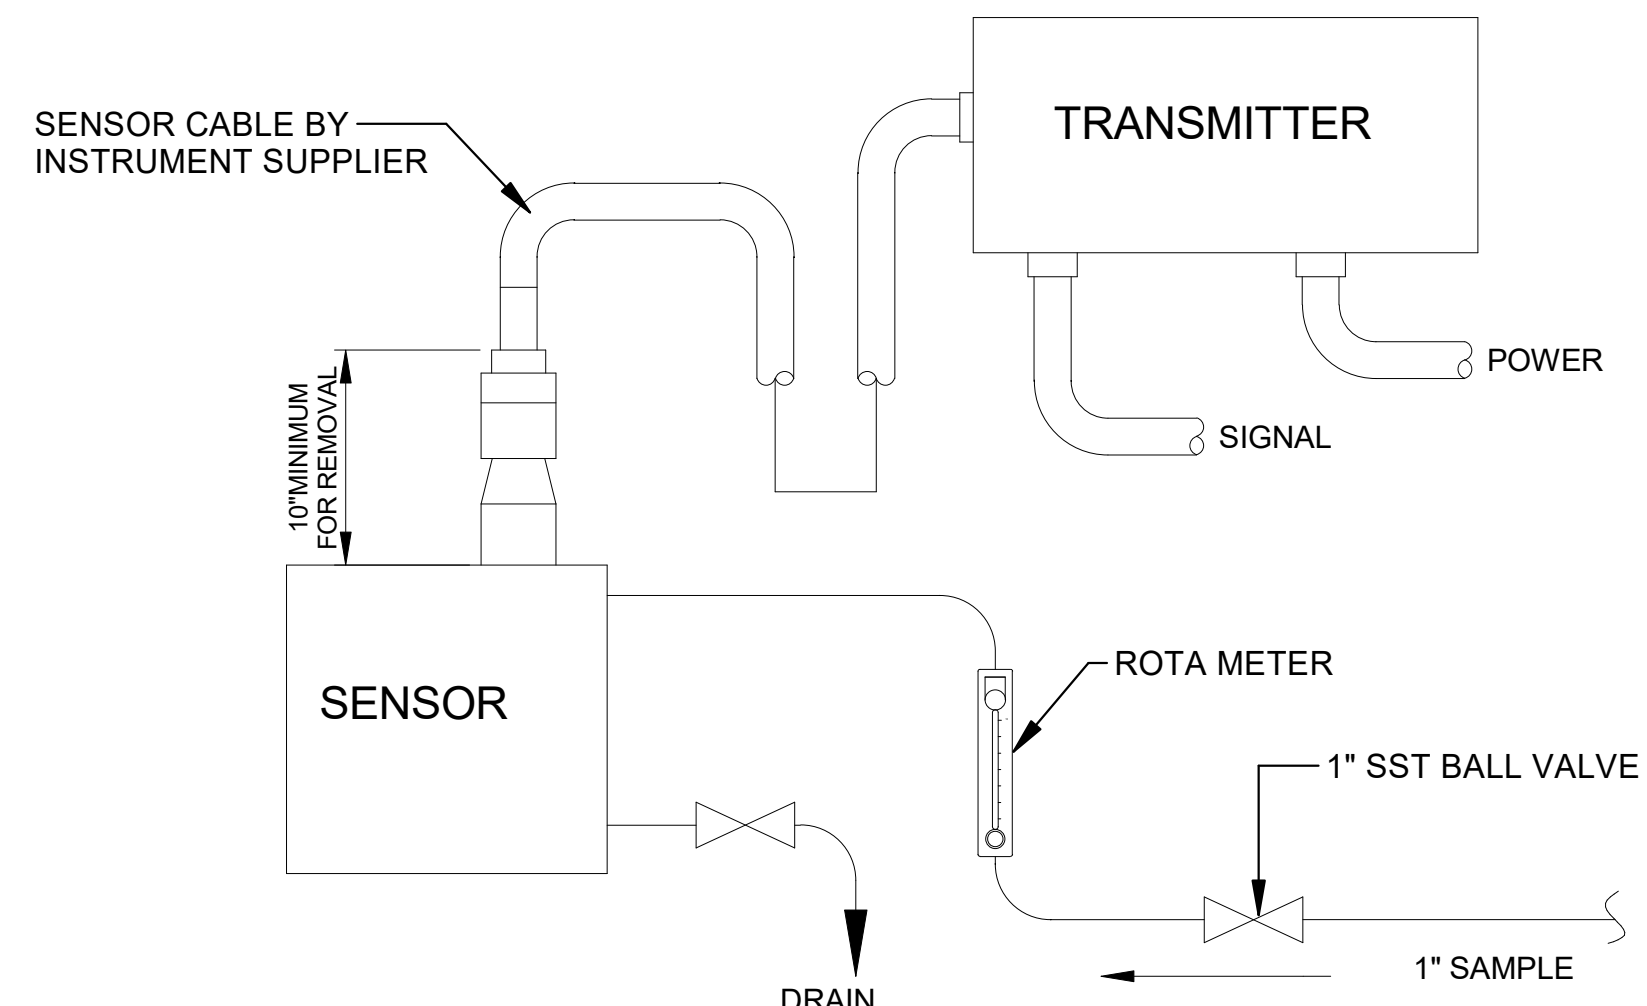 TRANSMITTER
SENSOR CABLE BY
INSTRUMENT SUPPLIER
POWER
SIGNAL
10"MINIMUM
FOR REMOVAL
SENSOR
ROTA METER
1" SST BALL VALVE
1" SAMPLE
DRAIN